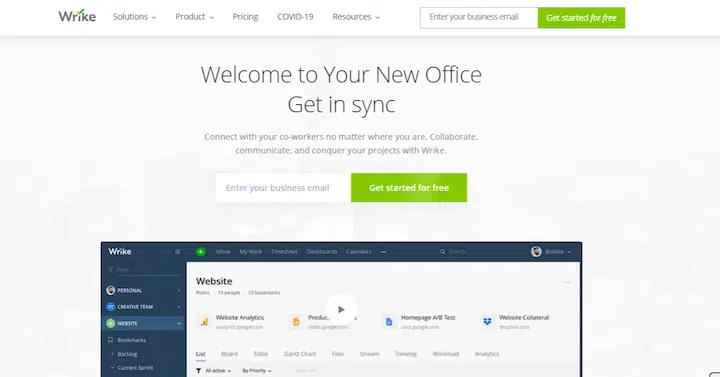 Wrike Solutions Product Pricing COVID-19 Resources Enter your business email Get started for free
Welcome to Your New Office
Get in sync
Connect with your co-workers no matter where you are. Collaborate,
communicate, and conquer your projects with Wrike.
Enter your business email Get started for free
Wrike Inbox My Work Timesheet Dashboards Calendars Search Bobbie
Filter
Website
Public 15 people 10 bookmarks
PERSONAL
CREATIVE TEAM
WEBSITE
Website Analytics Homepage A/B Test Website Collateral
analytics.google.com docs.google.com dropbox.com
Bookmarks
Backlog
Current Sprint
List Board Table Gantt Chart Files Stream Timelog Workload Analytics
All active By Priority